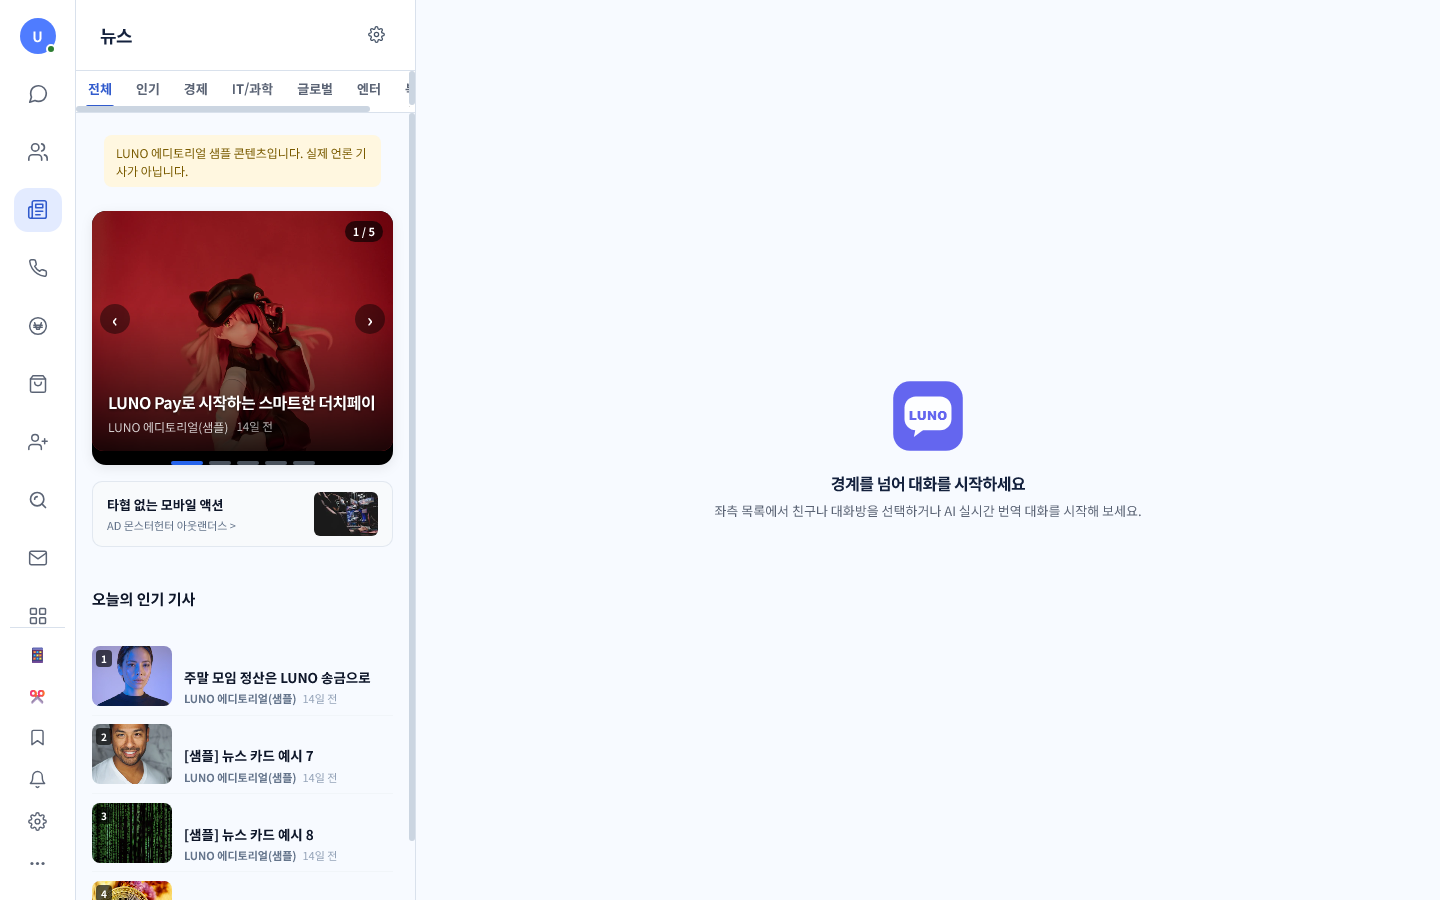 U
뉴스
전체 인기 경제 IT/과학 글로벌 엔터
LUNO 에디토리얼 샘플 콘텐츠입니다. 실제 언론 기
사가 아닙니다.
1 / 5
‹ ›
LUNO Pay로 시작하는 스마트한 더치페이
LUNO 에디토리얼(샘플) 14일 전
타협 없는 모바일 액션
AD 몬스터헌터 아웃랜더스 >
오늘의 인기 기사
1
주말 모임 정산은 LUNO 송금으로
LUNO 에디토리얼(샘플) 14일 전
2
[샘플] 뉴스 카드 예시 7
LUNO 에디토리얼(샘플) 14일 전
3
[샘플] 뉴스 카드 예시 8
LUNO 에디토리얼(샘플) 14일 전
4
LUNO
경계를 넘어 대화를 시작하세요
좌측 목록에서 친구나 대화방을 선택하거나 AI 실시간 번역 대화를 시작해 보세요.